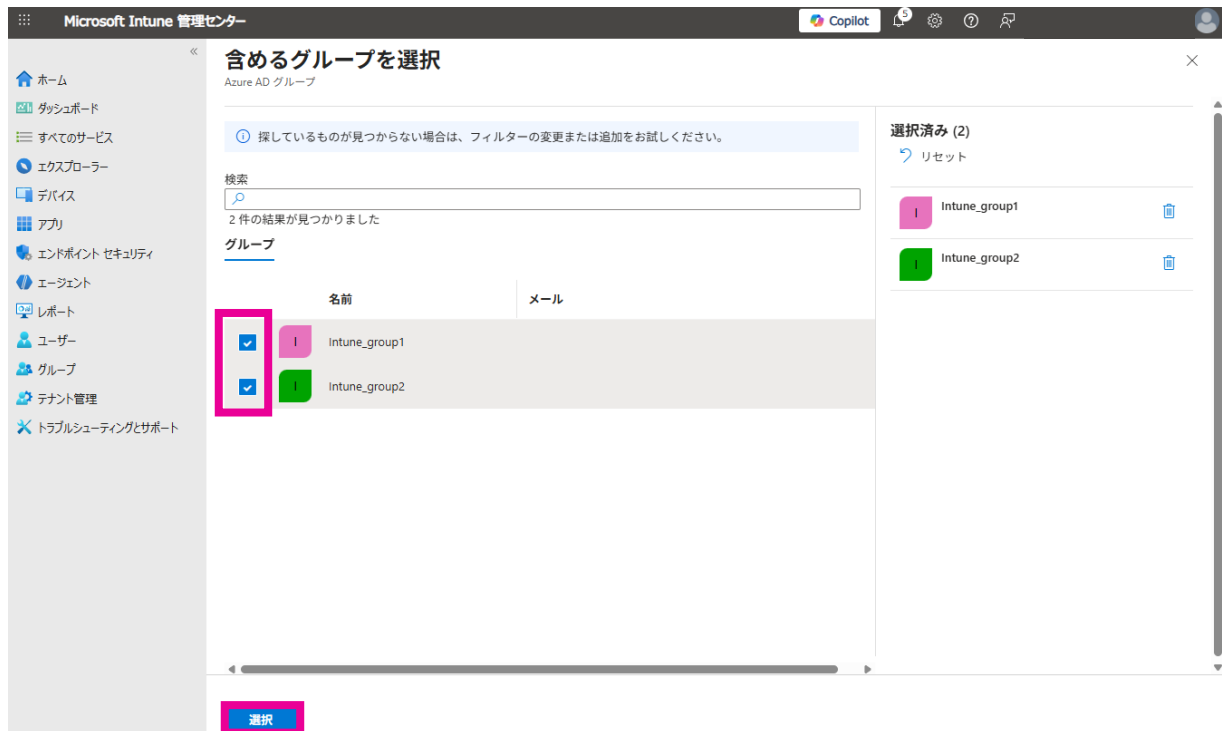 Microsoft Intune 管理センター
Copilot
5
«
ホーム
ダッシュボード
すべてのサービス
エクスプローラー
デバイス
アプリ
エンドポイント セキュリティ
エージェント
レポート
ユーザー
グループ
テナント管理
トラブルシューティングとサポート
含めるグループを選択
Azure AD グループ
探しているものが見つからない場合は、フィルターの変更または追加をお試しください。
検索
2 件の結果が見つかりました
グループ
名前 メール
I Intune_group1
I Intune_group2
選択
選択済み (2)
リセット
I Intune_group1
I Intune_group2